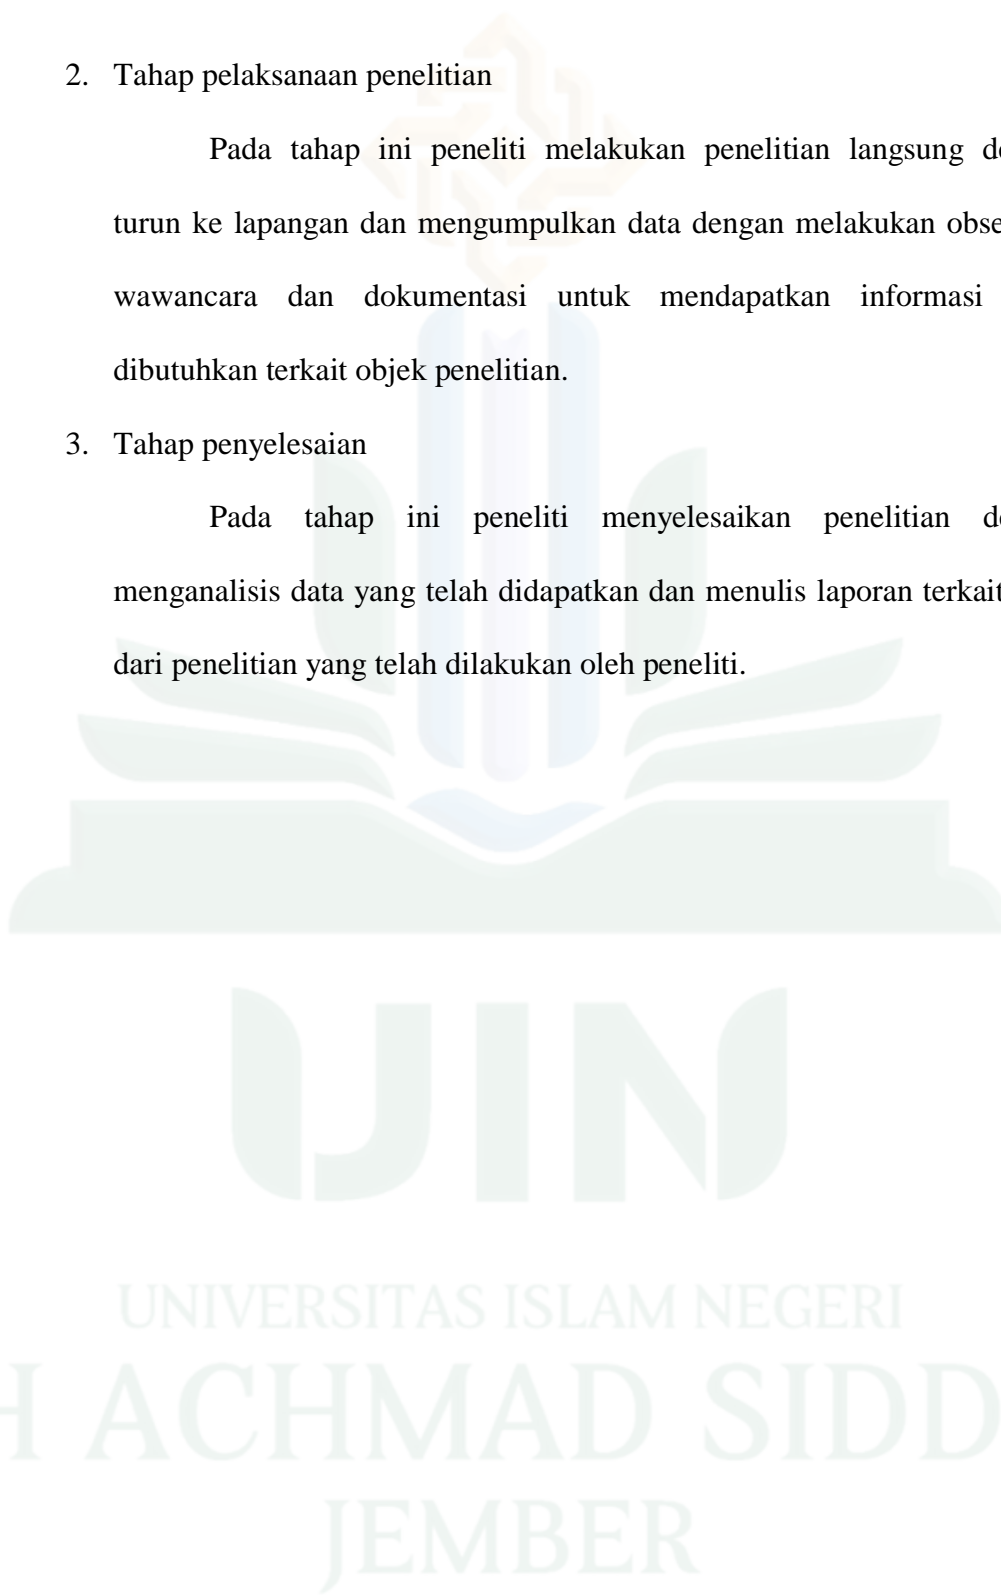 2. Tahap pelaksanaan penelitian
Pada tahap ini peneliti melakukan penelitian langsung
turun ke lapangan dan mengumpulkan data dengan melakukan
wawancara dan dokumentasi untuk mendapatkan informasi
dibutuhkan terkait objek penelitian.
3. Tahap penyelesaian
Pada tahap ini peneliti menyelesaikan penelitian
menganalisis data yang telah didapatkan dan menulis laporan terkait
dari penelitian yang telah dilakukan oleh peneliti.
UIN
UNIVERSITAS ISLAM NEGERI
H ACHMAD SIDD
JEMBER